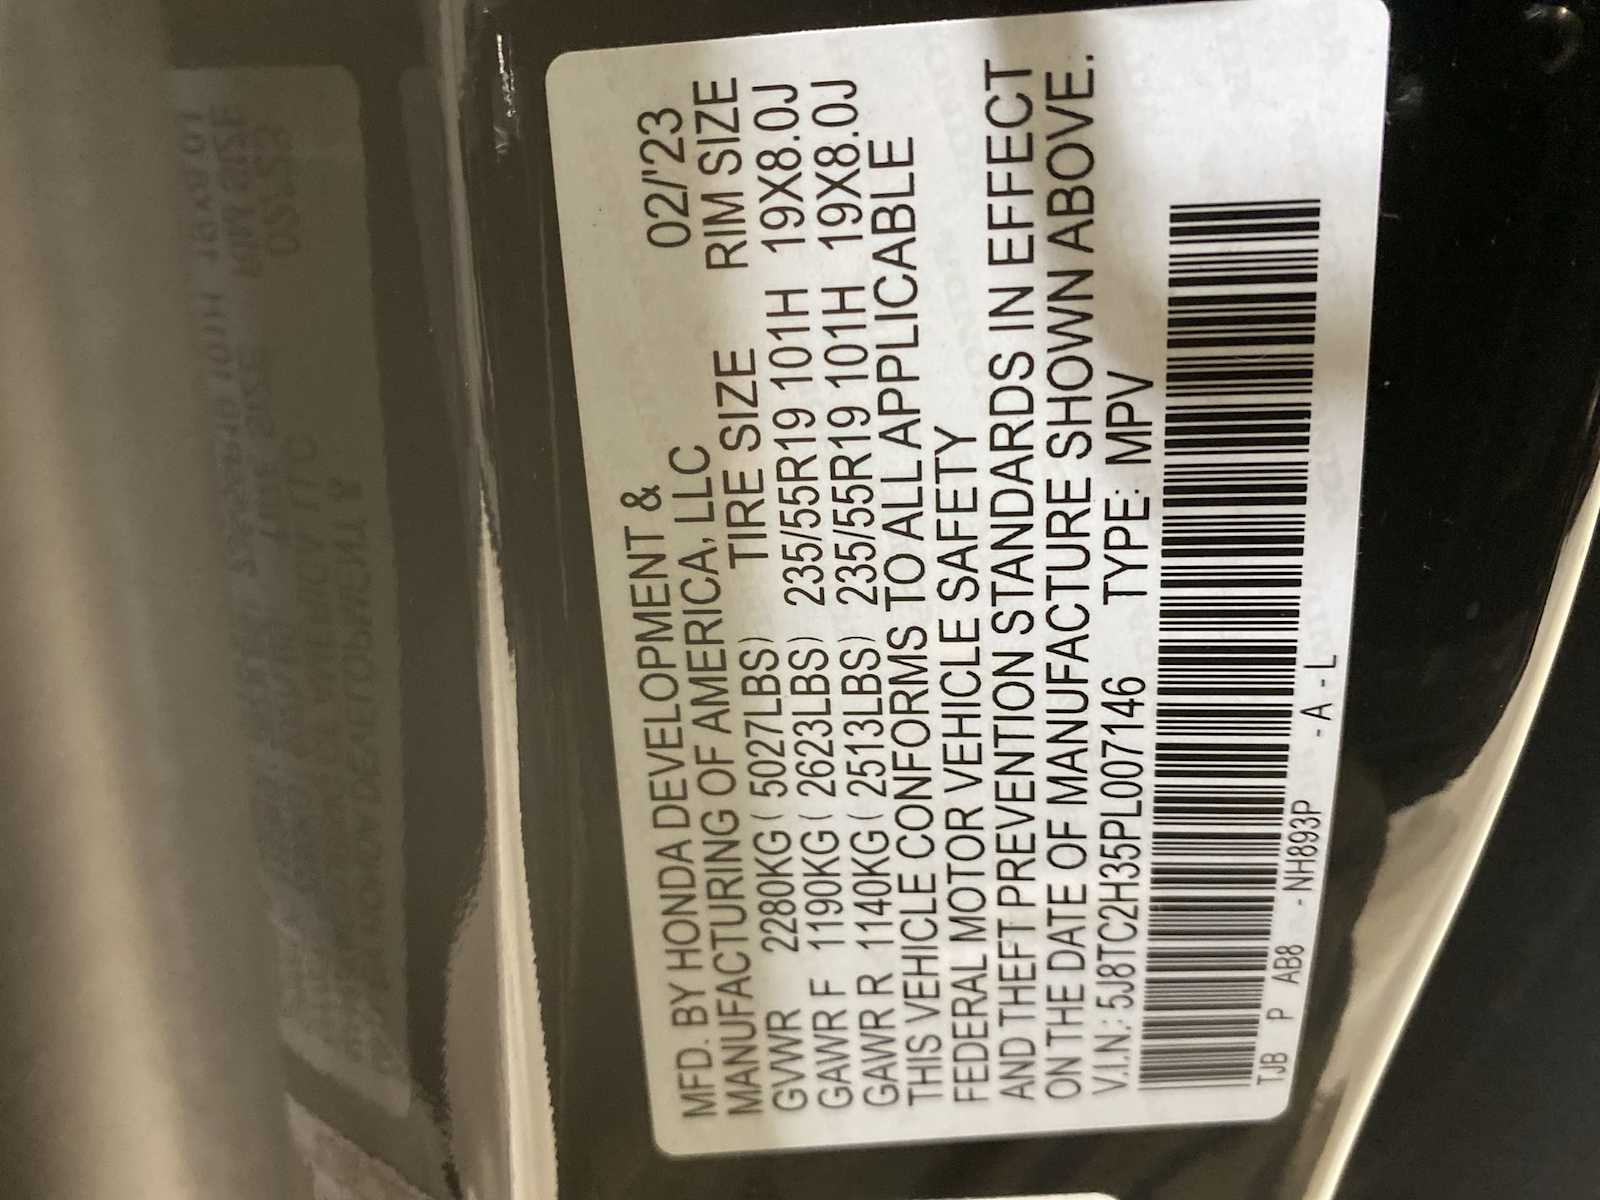 MFD. BY HONDA DEVELOPMENT & 02/'23
MANUFACTURING OF AMERICA, LLC
TIRE SIZE RIM SIZE
GVWR 2280KG ( 5027LBS) 235/55R19 101H 19X8.0J
GAWR F 1190KG ( 2623LBS) 235/55R19 101H 19X8.0J
GAWR R 1140KG ( 2513LBS)
THIS VEHICLE CONFORMS TO ALL APPLICABLE
FEDERAL MOTOR VEHICLE SAFETY
AND THEFT PREVENTION STANDARDS IN EFFECT
ON THE DATE OF MANUFACTURE SHOWN ABOVE.
V.I.N.: 5J8TC2H35PL007146 TYPE: MPV
TJB P AB8 - NH893P - A - L